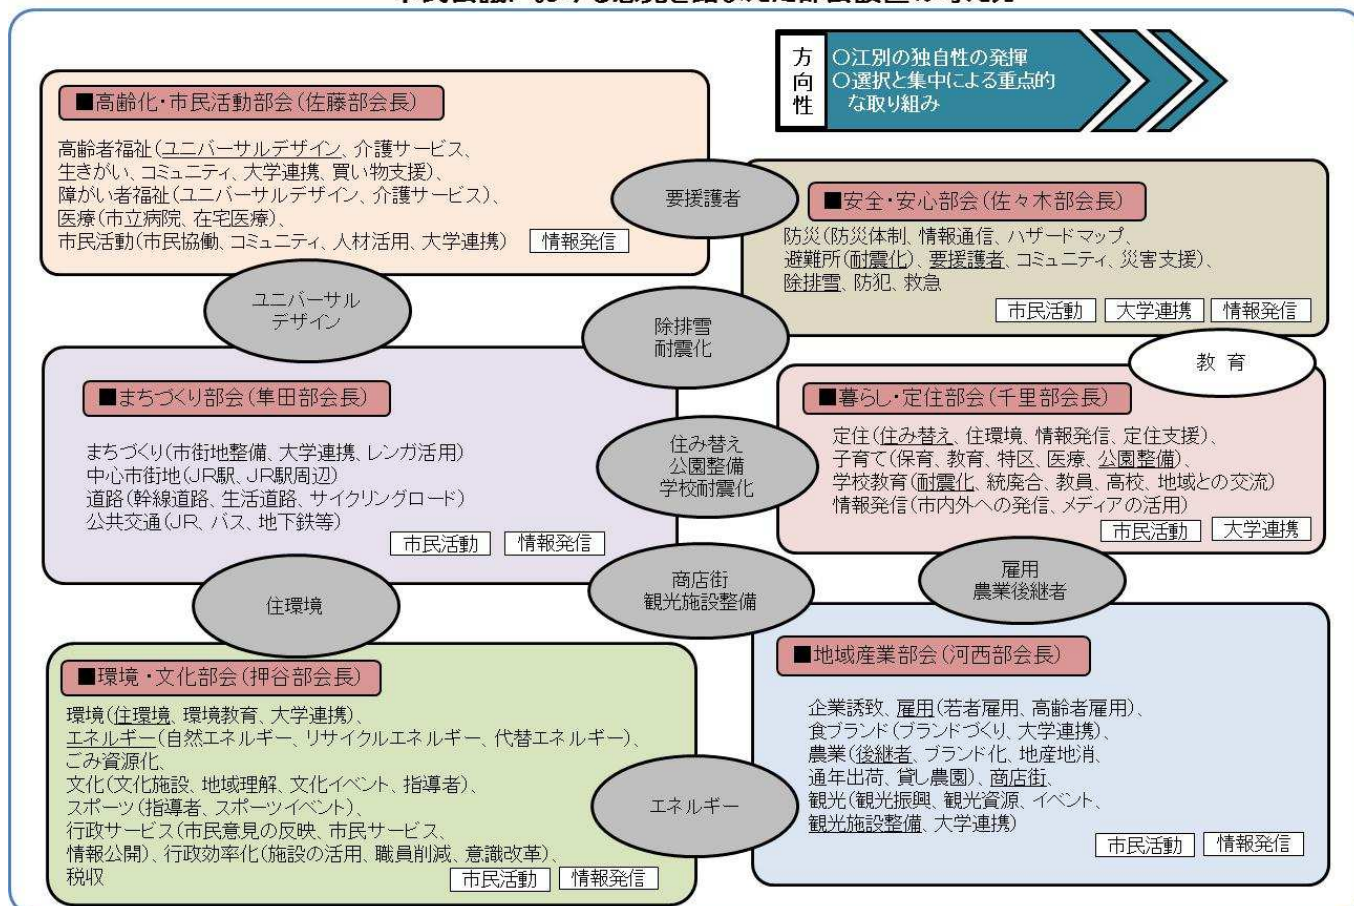 方向性
○江別の独自性の発揮
○選択と集中による重点的
な取り組み
■高齢化・市民活動部会(佐藤部会長)
高齢者福祉(ユニバーサルデザイン、介護サービス、
生きがい、コミュニティ、大学連携、買い物支援)、
障がい者福祉(ユニバーサルデザイン、介護サービス)、
医療(市立病院、在宅医療)、
市民活動(市民協働、コミュニティ、人材活用、大学連携)
情報発信
要援護者
■安全・安心部会(佐々木部会長)
防災(防災体制、情報通信、ハザードマップ、
避難所(耐震化)、要援護者、コミュニティ、災害支援)、
除排雪、防犯、救急
市民活動
大学連携
情報発信
ユニバーサル
デザイン
除排雪
耐震化
教 育
■まちづくり部会(隼田部会長)
まちづくり(市街地整備、大学連携、レンガ活用)
中心市街地(JR駅、JR駅周辺)
道路(幹線道路、生活道路、サイクリングロード)
公共交通(JR、バス、地下鉄等)
市民活動
情報発信
住み替え
公園整備
学校耐震化
■暮らし・定住部会(千里部会長)
定住(住み替え、住環境、情報発信、定住支援)、
子育て(保育、教育、特区、医療、公園整備)、
学校教育(耐震化、統廃合、教員、高校、地域との交流)
情報発信(市内外への発信、メディアの活用)
市民活動
大学連携
住環境
商店街
観光施設整備
雇用
農業後継者
■環境・文化部会(押谷部会長)
環境(住環境、環境教育、大学連携)、
エネルギー(自然エネルギー、リサイクルエネルギー、代替エネルギー)、
ごみ資源化、
文化(文化施設、地域理解、文化イベント、指導者)、
スポーツ(指導者、スポーツイベント)、
行政サービス(市民意見の反映、市民サービス、
情報公開)、行政効率化(施設の活用、職員削減、意識改革)、
税収
市民活動
情報発信
エネルギー
■地域産業部会(河西部会長)
企業誘致、雇用(若者雇用、高齢者雇用)、
食ブランド(ブランドづくり、大学連携)、
農業(後継者、ブランド化、地産地消、
通年出荷、貸し農園)、商店街、
観光(観光振興、観光資源、イベント、
観光施設整備、大学連携)
市民活動
情報発信